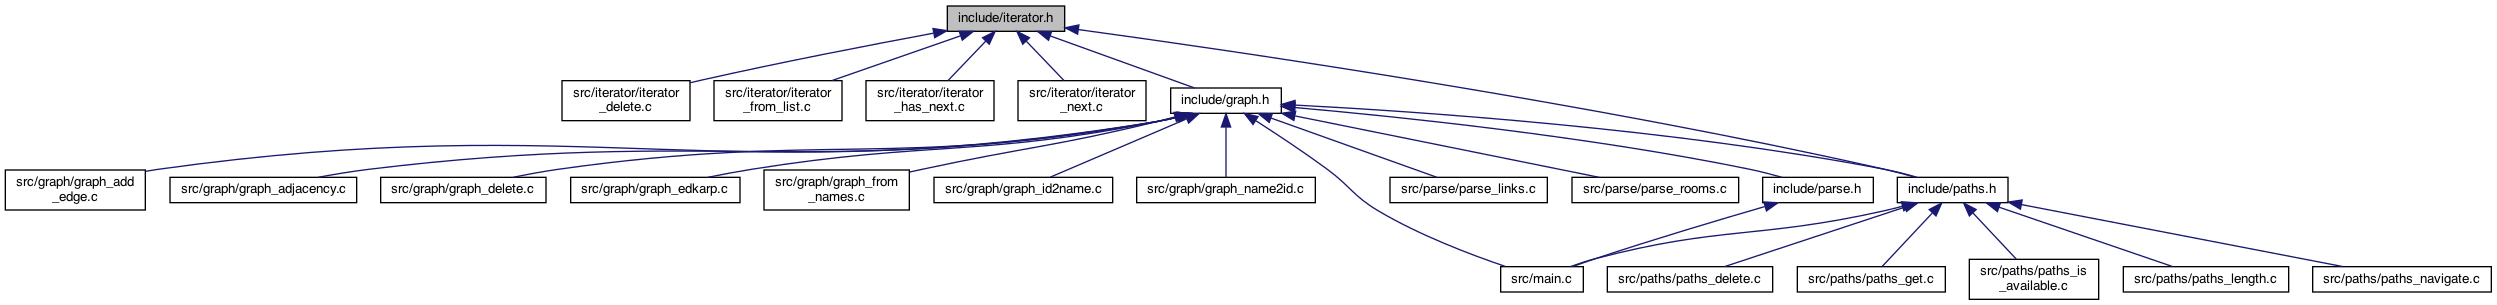 include/iterator.h
src/iterator/iterator
_delete.c
src/iterator/iterator
_from_list.c
src/iterator/iterator
_has_next.c
src/iterator/iterator
_next.c
include/graph.h
src/graph/graph_add
_edge.c
src/graph/graph_adjacency.c
src/graph/graph_delete.c
src/graph/graph_edkarp.c
src/graph/graph_from
_names.c
src/graph/graph_id2name.c
src/graph/graph_name2id.c
src/parse/parse_links.c
src/parse/parse_rooms.c
include/parse.h
include/paths.h
src/main.c
src/paths/paths_delete.c
src/paths/paths_get.c
src/paths/paths_is
_available.c
src/paths/paths_length.c
src/paths/paths_navigate.c